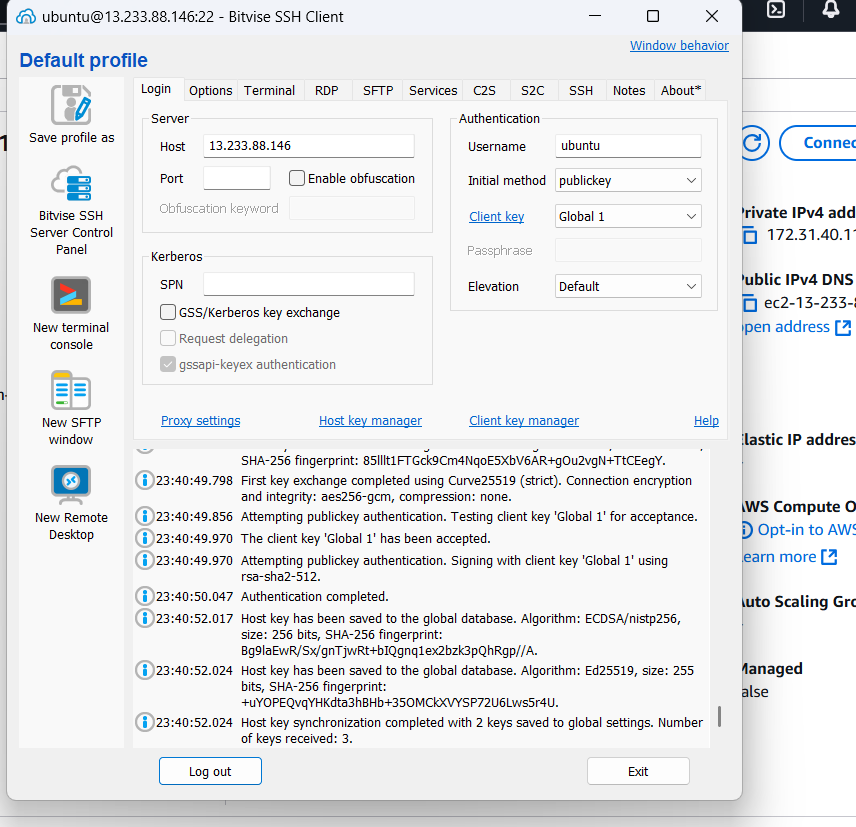 ubuntu@13.233.88.146:22 - Bitvise SSH Client
Default profile
Window behavior
Save profile as
Bitvise SSH
Server Control
Panel
New terminal
console
New SFTP
window
New Remote
Desktop
Login
Options
Terminal
RDP
SFTP
Services
C2S
S2C
SSH
Notes
About*
Server
Host
13.233.88.146
Port
Enable obfuscation
Obfuscation keyword
Kerberos
SPN
GSS/Kerberos key exchange
Request delegation
gssapi-keyex authentication
Authentication
Username
ubuntu
Initial method
publickey
Client key
Global 1
Passphrase
Elevation
Default
Proxy settings
Host key manager
Client key manager
Help
SHA-256 fingerprint: 85lllt1FTGck9Cm4NqoE5XbV6AR+gOu2vgN+TtCEegY.
23:40:49.798 First key exchange completed using Curve25519 (strict). Connection encryption
and integrity: aes256-gcm, compression: none.
23:40:49.856 Attempting publickey authentication. Testing client key 'Global 1' for acceptance.
23:40:49.970 The client key 'Global 1' has been accepted.
23:40:49.970 Attempting publickey authentication. Signing with client key 'Global 1' using
rsa-sha2-512.
23:40:50.047 Authentication completed.
23:40:52.017 Host key has been saved to the global database. Algorithm: ECDSA/nistp256,
size: 256 bits, SHA-256 fingerprint:
Bg9laEwR/Sx/gnTjwRt+bIQgnq1ex2bzk3pQhRgp//A.
23:40:52.024 Host key has been saved to the global database. Algorithm: Ed25519, size: 255
bits, SHA-256 fingerprint:
+uYOPEQvqYHKdta3hBHb+35OMCkXVYSP72U6Lws5r4U.
23:40:52.024 Host key synchronization completed with 2 keys saved to global settings. Number
of keys received: 3.
Log out
Exit
Connec
Private IPv4 add
172.31.40.11
Public IPv4 DNS
ec2-13-233-8
open address
Elastic IP addres
-
AWS Compute O
Opt-in to AWS
Learn more
Auto Scaling Gro
-
Managed
false